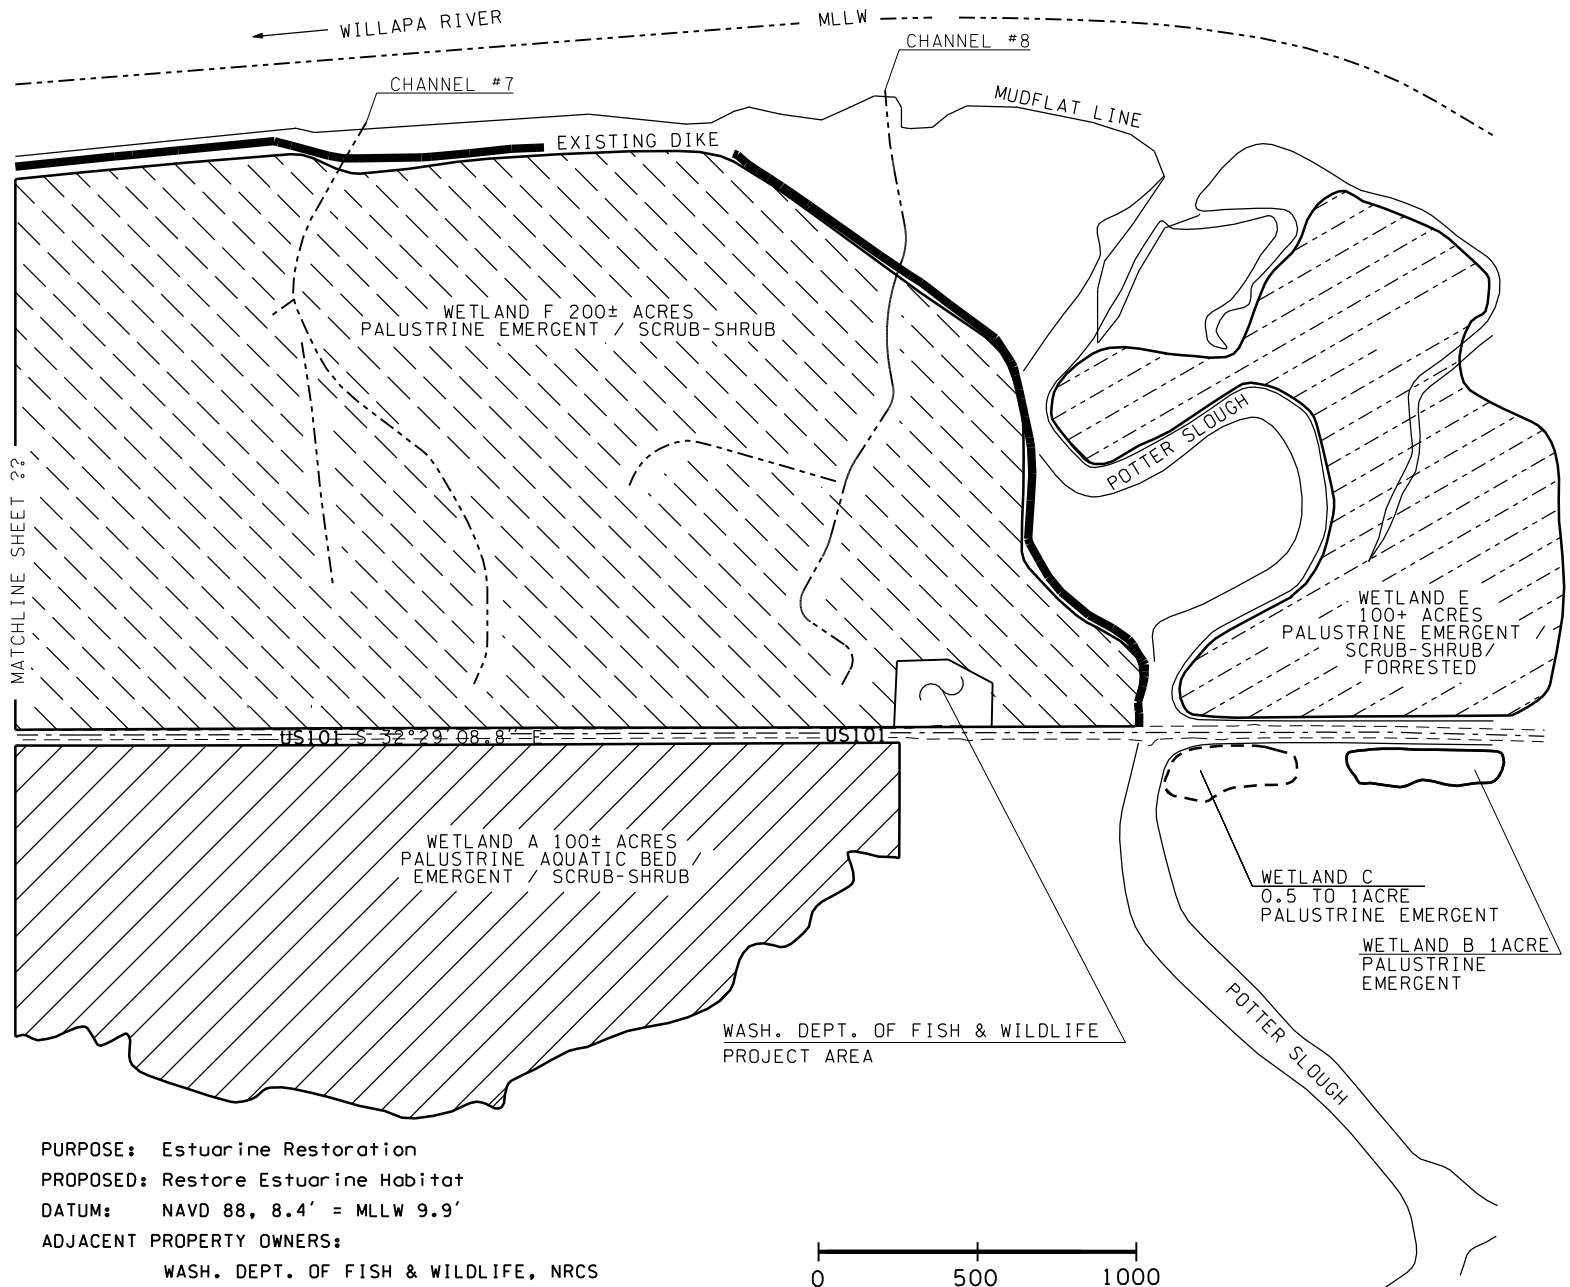 WILLAPA RIVER
MLLW
CHANNEL #8
CHANNEL #7
MUDFLAT LINE
EXISTING DIKE
WETLAND F 200± ACRES
PALUSTRINE EMERGENT / SCRUB-SHRUB
POTTER SLOUGH
MATCHLINE SHEET ??
WETLAND E
100+ ACRES
PALUSTRINE EMERGENT /
SCRUB-SHRUB/
FORRESTED
US101 S 32°29'08.8" E
US101
WETLAND A 100± ACRES
PALUSTRINE AQUATIC BED /
EMERGENT / SCRUB-SHRUB
WETLAND C
0.5 TO 1ACRE
PALUSTRINE EMERGENT
WETLAND B 1ACRE
PALUSTRINE
EMERGENT
WASH. DEPT. OF FISH & WILDLIFE
PROJECT AREA
POTTER SLOUGH
PURPOSE: Estuarine Restoration
PROPOSED: Restore Estuarine Habitat
DATUM: NAVD 88, 8.4' = MLLW 9.9'
ADJACENT PROPERTY OWNERS:
WASH. DEPT. OF FISH & WILDLIFE, NRCS
0 500 1000